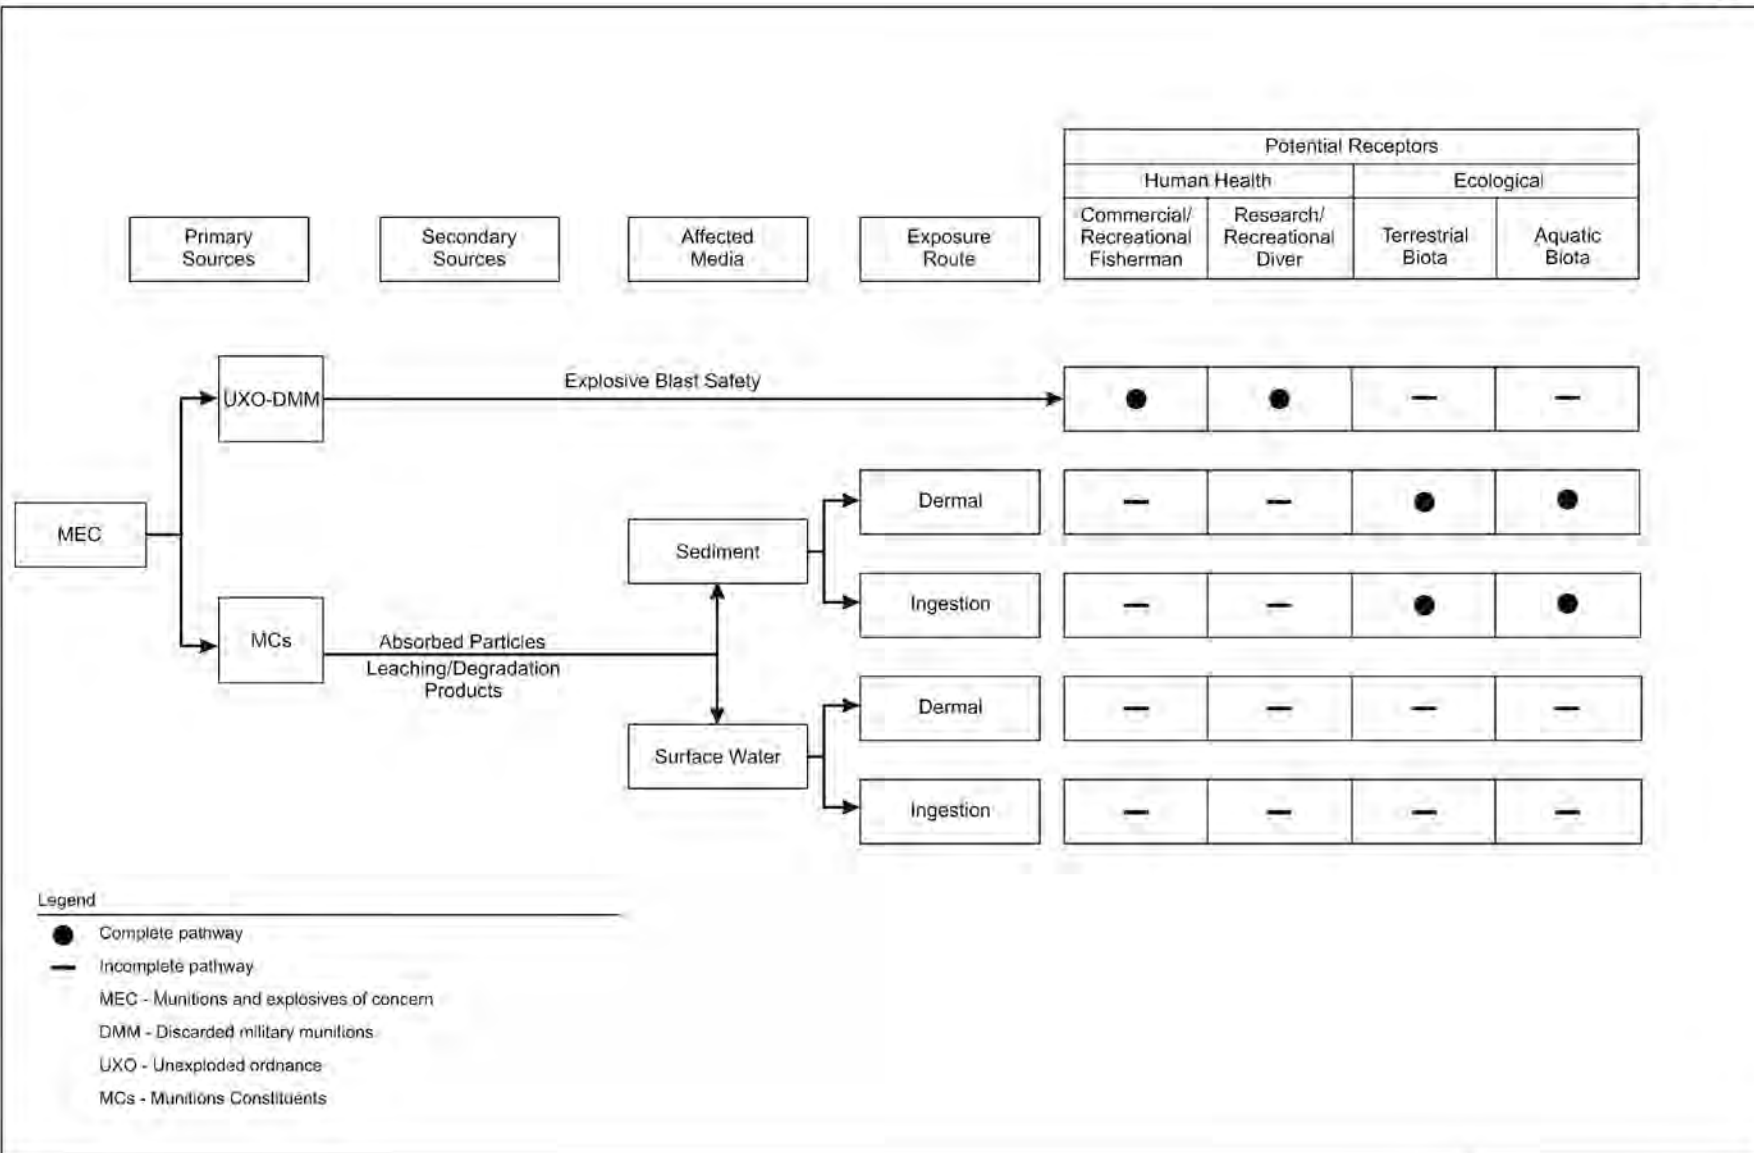 Potential Receptors
Human Health
Ecological
Primary
Sources
Secondary
Sources
Affected
Media
Exposure
Route
Commercial/
Recreational
Fisherman
Research/
Recreational
Diver
Terrestrial
Biota
Aquatic
Biota
UXO-DMM
Explosive Blast Safety
MEC
MCs
Absorbed Particles
Leaching/Degradation
Products
Sediment
Surface Water
Dermal
Ingestion
Dermal
Ingestion
Legend
Complete pathway
Incomplete pathway
MEC - Munitions and explosives of concern
DMM - Discarded military munitions
UXO - Unexploded ordnance
MCs - Munitions Constituents